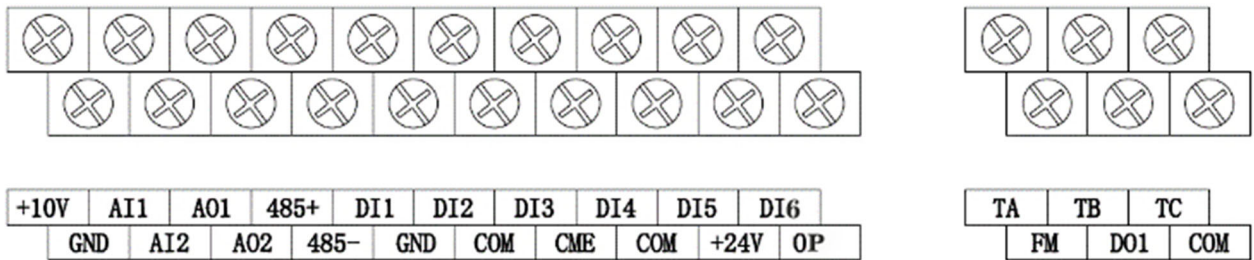 +10V AI1 AO1 485+ DI1 DI2 DI3 DI4 DI5 DI6
GND AI2 AO2 485- GND COM CME COM +24V OP
TA TB TC
FM DO1 COM